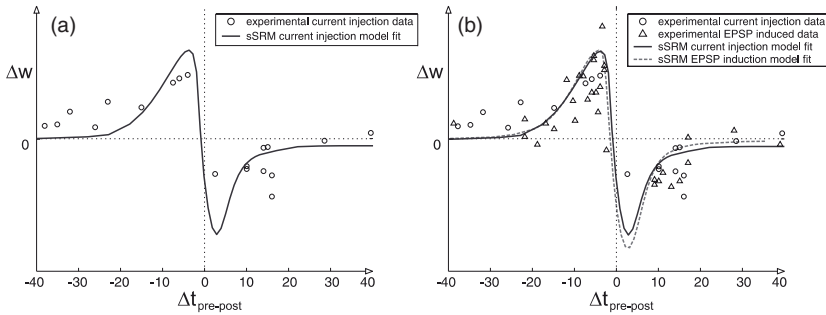 (a)
experimental current injection data
sSRM current injection model fit
Δw
0
-40 -30 -20 -10 0 10 20 30 40
Δt pre-post
(b)
experimental current injection data
experimental EPSP induced data
sSRM current injection model fit
sSRM EPSP induction model fit
Δw
0
-40 -30 -20 -10 0 10 20 30 40
Δt pre-post